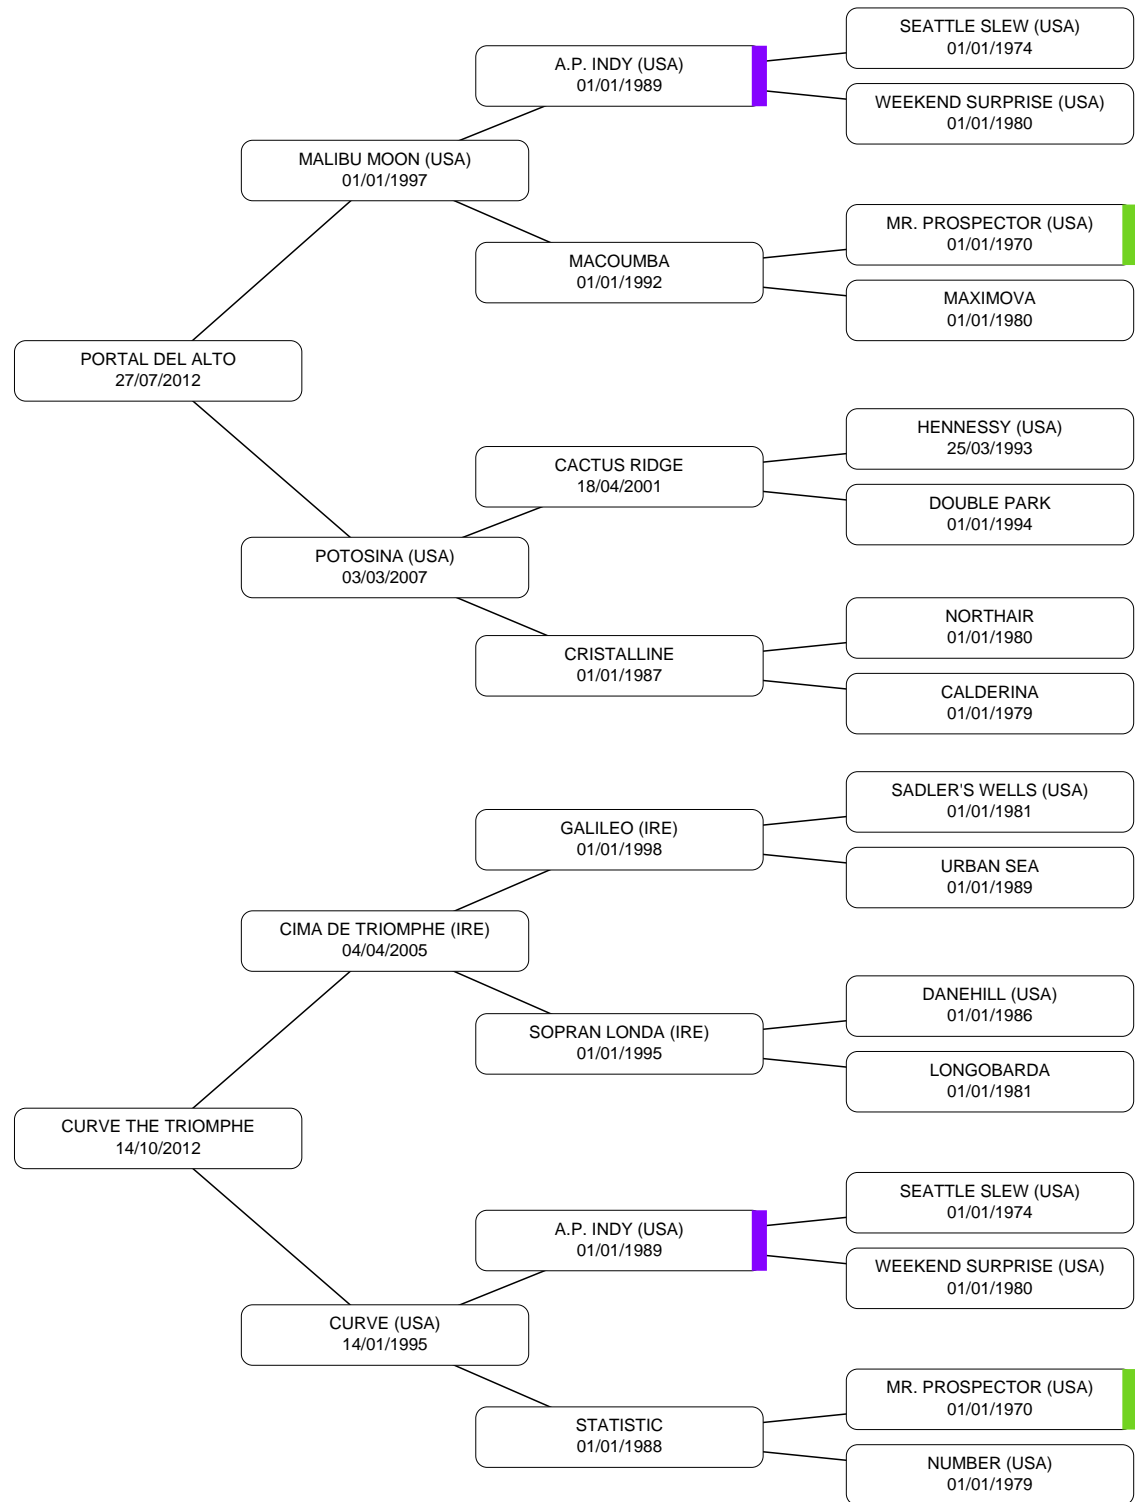 SEATTLE SLEW (USA)
01/01/1974
A.P. INDY (USA)
01/01/1989
WEEKEND SURPRISE (USA)
01/01/1980
MALIBU MOON (USA)
01/01/1997
MR. PROSPECTOR (USA)
01/01/1970
MACOUMBA
01/01/1992
MAXIMOVA
01/01/1980
PORTAL DEL ALTO
27/07/2012
HENNESSY (USA)
25/03/1993
CACTUS RIDGE
18/04/2001
DOUBLE PARK
01/01/1994
POTOSINA (USA)
03/03/2007
NORTHAIR
01/01/1980
CRISTALLINE
01/01/1987
CALDERINA
01/01/1979
SADLER'S WELLS (USA)
01/01/1981
GALILEO (IRE)
01/01/1998
URBAN SEA
01/01/1989
CIMA DE TRIOMPHE (IRE)
04/04/2005
DANEHILL (USA)
01/01/1986
SOPRAN LONDA (IRE)
01/01/1995
LONGOBARDA
01/01/1981
CURVE THE TRIOMPHE
14/10/2012
SEATTLE SLEW (USA)
01/01/1974
A.P. INDY (USA)
01/01/1989
WEEKEND SURPRISE (USA)
01/01/1980
CURVE (USA)
14/01/1995
MR. PROSPECTOR (USA)
01/01/1970
STATISTIC
01/01/1988
NUMBER (USA)
01/01/1979